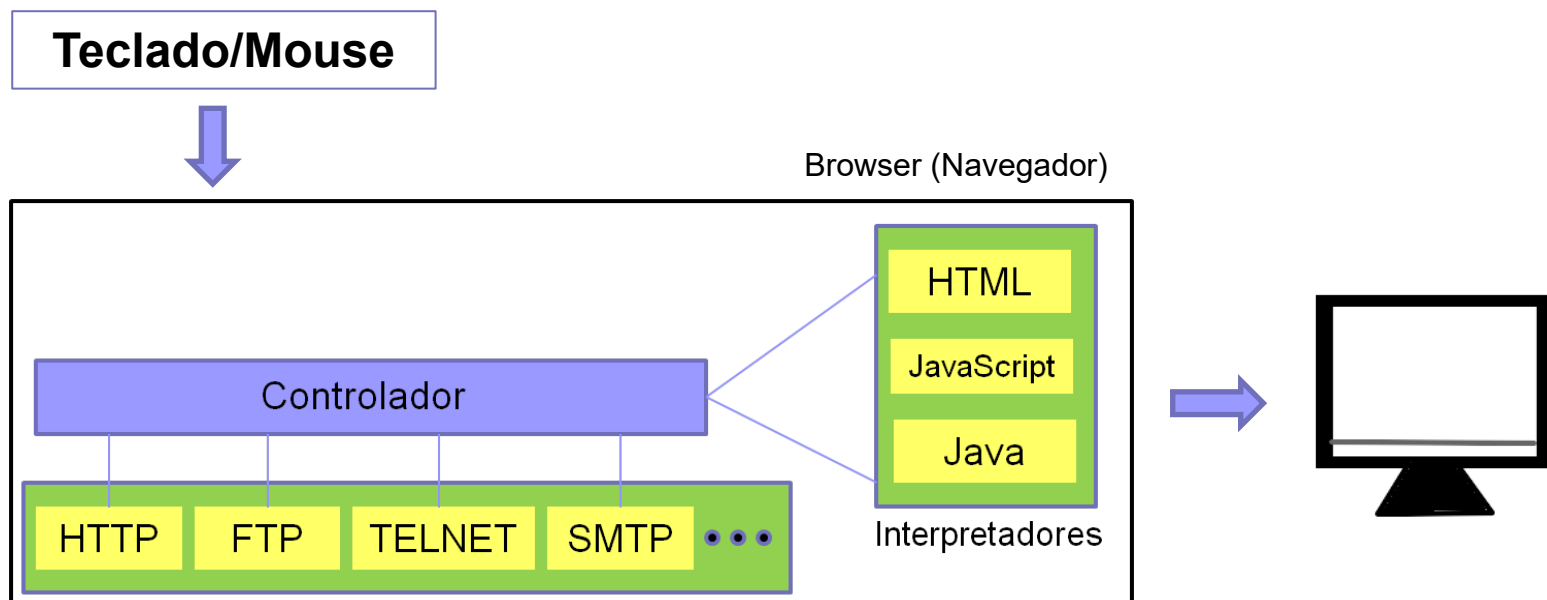 Teclado/Mouse
Browser (Navegador)
HTML
JavaScript
Java
Interpretadores
Controlador
HTTP FTP TELNET SMTP